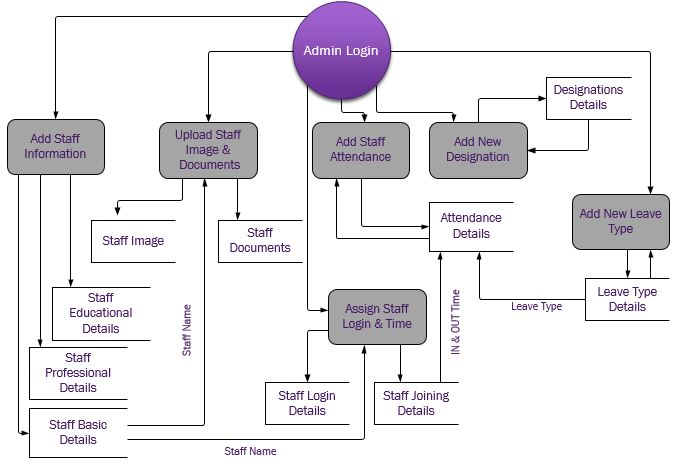 Admin Login
Designations
Details
Add Staff
Information
Upload Staff
Image &
Documents
Add Staff
Attendance
Add New
Designation
Add New Leave
Type
Staff Image
Staff
Documents
Attendance
Details
Staff
Educational
Details
Staff Name
Assign Staff
Login & Time
IN & OUT Time
Leave Type
Leave Type
Details
Staff
Professional
Details
Staff Login
Details
Staff Joining
Details
Staff Basic
Details
Staff Name